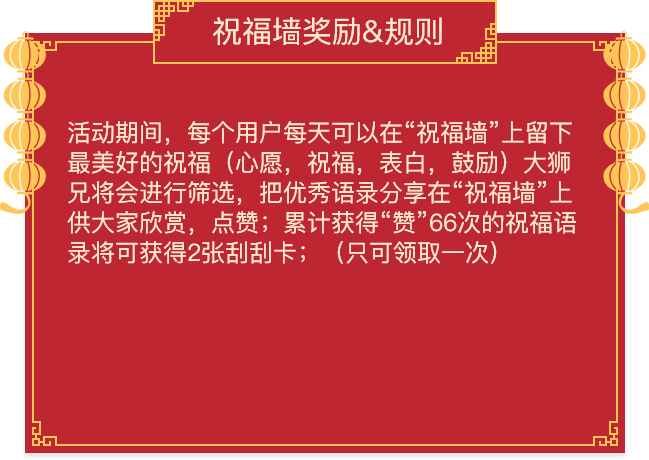 祝福墙奖励&规则
活动期间，每个用户每天可以在“祝福墙”上留下
最美好的祝福（心愿，祝福，表白，鼓励）大狮
兄将会进行筛选，把优秀语录分享在“祝福墙”上
供大家欣赏，点赞；累计获得“赞”66次的祝福语
录将可获得2张刮刮卡；（只可领取一次）